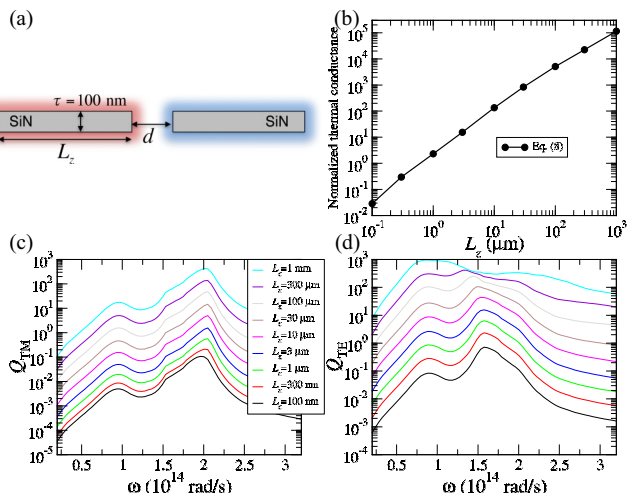 (a)
SiN
τ = 100 nm
SiN
L_z
d
(b)
Normalized thermal conductance
10^5
10^4
10^3
10^2
10^1
10^0
10^-1
10^-2
Eq. (8)
10^-1 10^0 10^1 10^2 10^3
L_z (μm)
(c)
Q_TM
10^3
10^2
10^1
10^0
10^-1
10^-2
10^-3
10^-4
10^-5
L_z=1 mm
L_z=300 μm
L_z=100 μm
L_z=30 μm
L_z=10 μm
L_z=3 μm
L_z=1 μm
L_z=300 nm
L_z=100 nm
0.5 1 1.5 2 2.5 3
ω (10^14 rad/s)
(d)
Q_TE
10^3
10^2
10^1
10^0
10^-1
10^-2
10^-3
10^-4
10^-5
0.5 1 1.5 2 2.5 3
ω (10^14 rad/s)